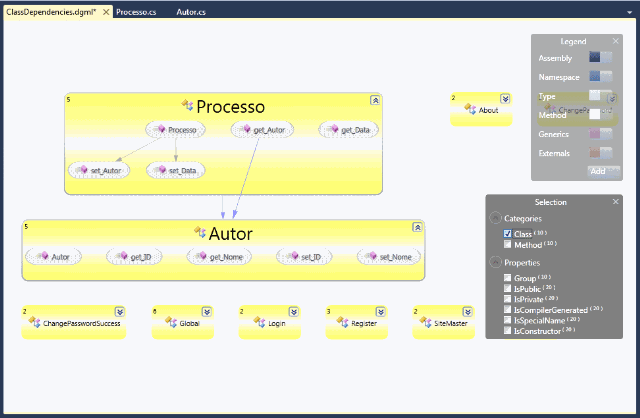 ClassDependencies.dgml* Processo.cs Autor.cs
Legend
Assembly
Namespace
Type
Method
Generics
Externals
Add
5
Processo
Processo get_Autor get_Data
set_Autor set_Data
2
About
5
Autor
Autor get_ID get_Nome set_ID set_Nome
2
ChangePasswordSuccess
6
Global
2
Login
3
Register
2
SiteMaster
Selection
Categories
Class (10)
Method (10)
Properties
Group (10)
IsPublic (20)
IsPrivate (20)
IsCompilerGenerated (20)
IsSpecialName (20)
IsConstructor (20)